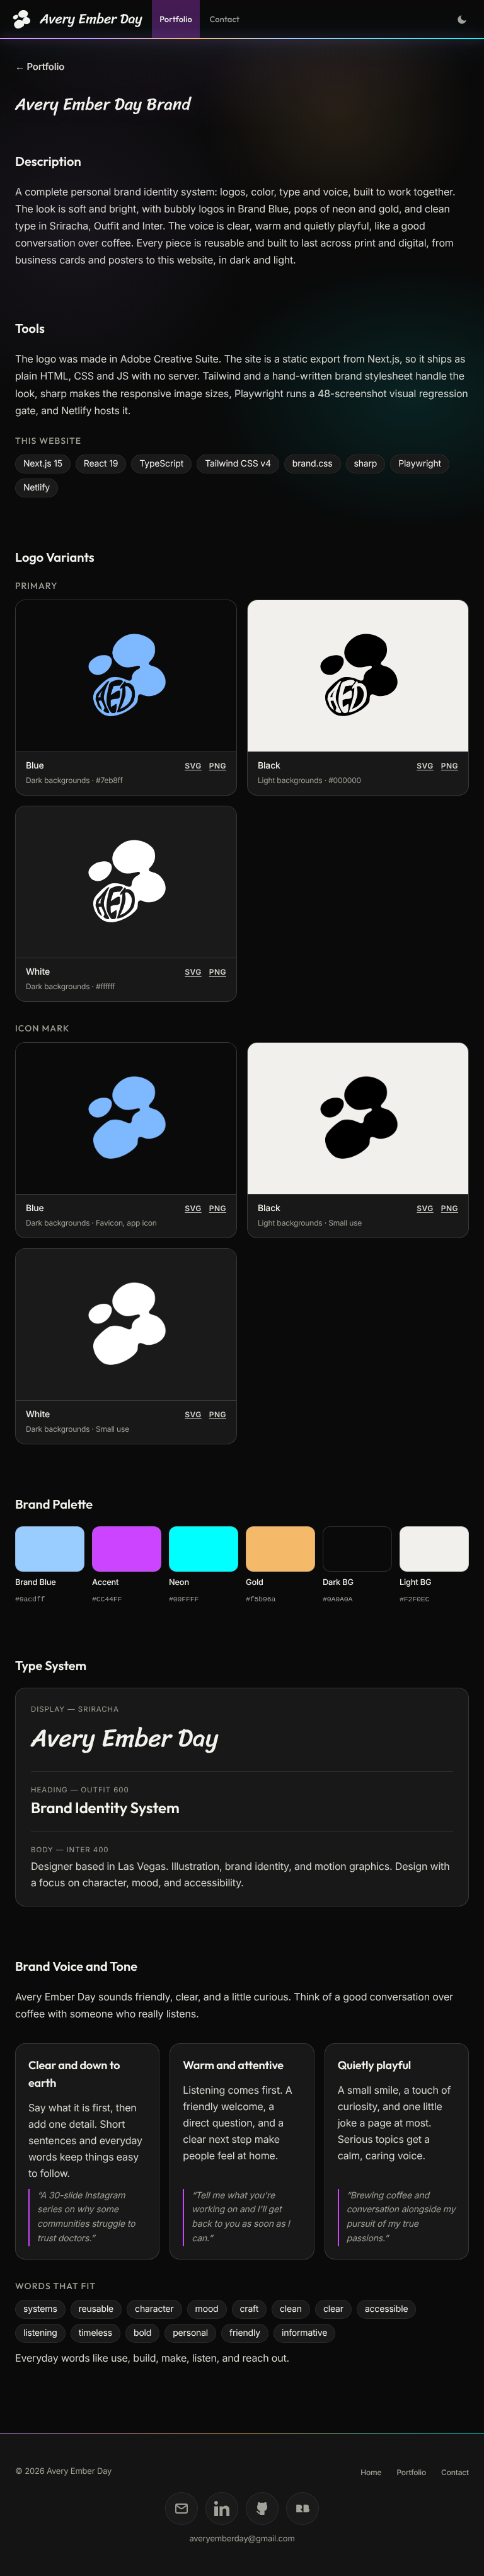 Avery Ember Day
Portfolio
Contact
← Portfolio
Avery Ember Day Brand
Description
A complete personal brand identity system: logos, color, type and voice, built to work together.
The look is soft and bright, with bubbly logos in Brand Blue, pops of neon and gold, and clean
type in Sriracha, Outfit and Inter. The voice is clear, warm and quietly playful, like a good
conversation over coffee. Every piece is reusable and built to last across print and digital, from
business cards and posters to this website, in dark and light.
Tools
The logo was made in Adobe Creative Suite. The site is a static export from Next.js, so it ships as
plain HTML, CSS and JS with no server. Tailwind and a hand-written brand stylesheet handle the
look, sharp makes the responsive image sizes, Playwright runs a 48-screenshot visual regression
gate, and Netlify hosts it.
THIS WEBSITE
Next.js 15 React 19 TypeScript Tailwind CSS v4 brand.css sharp Playwright
Netlify
Logo Variants
PRIMARY
AED
AED
Blue SVG PNG
Dark backgrounds · #7eb8ff
Black SVG PNG
Light backgrounds · #000000
AED
White SVG PNG
Dark backgrounds · #ffffff
ICON MARK
Blue SVG PNG
Dark backgrounds · Favicon, app icon
Black SVG PNG
Light backgrounds · Small use
White SVG PNG
Dark backgrounds · Small use
Brand Palette
Brand Blue
#9acdff
Accent
#CC44FF
Neon
#00FFFF
Gold
#f5b96a
Dark BG
#0A0A0A
Light BG
#F2F0EC
Type System
DISPLAY — SRIRACHA
Avery Ember Day
HEADING — OUTFIT 600
Brand Identity System
BODY — INTER 400
Designer based in Las Vegas. Illustration, brand identity, and motion graphics. Design with
a focus on character, mood, and accessibility.
Brand Voice and Tone
Avery Ember Day sounds friendly, clear, and a little curious. Think of a good conversation over
coffee with someone who really listens.
Clear and down to
earth
Say what it is first, then
add one detail. Short
sentences and everyday
words keep things easy
to follow.
“A 30-slide Instagram
series on why some
communities struggle to
trust doctors.”
Warm and attentive
Listening comes first. A
friendly welcome, a
direct question, and a
clear next step make
people feel at home.
“Tell me what you’re
working on and I’ll get
back to you as soon as I
can.”
Quietly playful
A small smile, a touch of
curiosity, and one little
joke a page at most.
Serious topics get a
calm, caring voice.
“Brewing coffee and
conversation alongside my
pursuit of my true
passions.”
WORDS THAT FIT
systems reusable character mood craft clean clear accessible
listening timeless bold personal friendly informative
Everyday words like use, build, make, listen, and reach out.
© 2026 Avery Ember Day
Home Portfolio Contact
in
RB
averyemberday@gmail.com